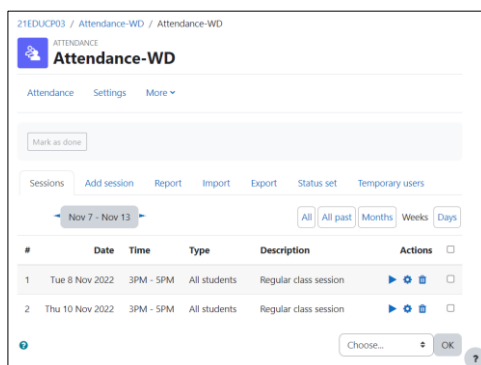 21EDUCP03 / Attendance-WD / Attendance-WD
ATTENDANCE
Attendance-WD
Attendance Settings More
Mark as done
Sessions Add session Report Import Export Status set Temporary users
Nov 7 - Nov 13 All All past Months Weeks Days
# Date Time Type Description Actions
1 Tue 8 Nov 2022 3PM - 5PM All students Regular class session
2 Thu 10 Nov 2022 3PM - 5PM All students Regular class session
? Choose... OK
?